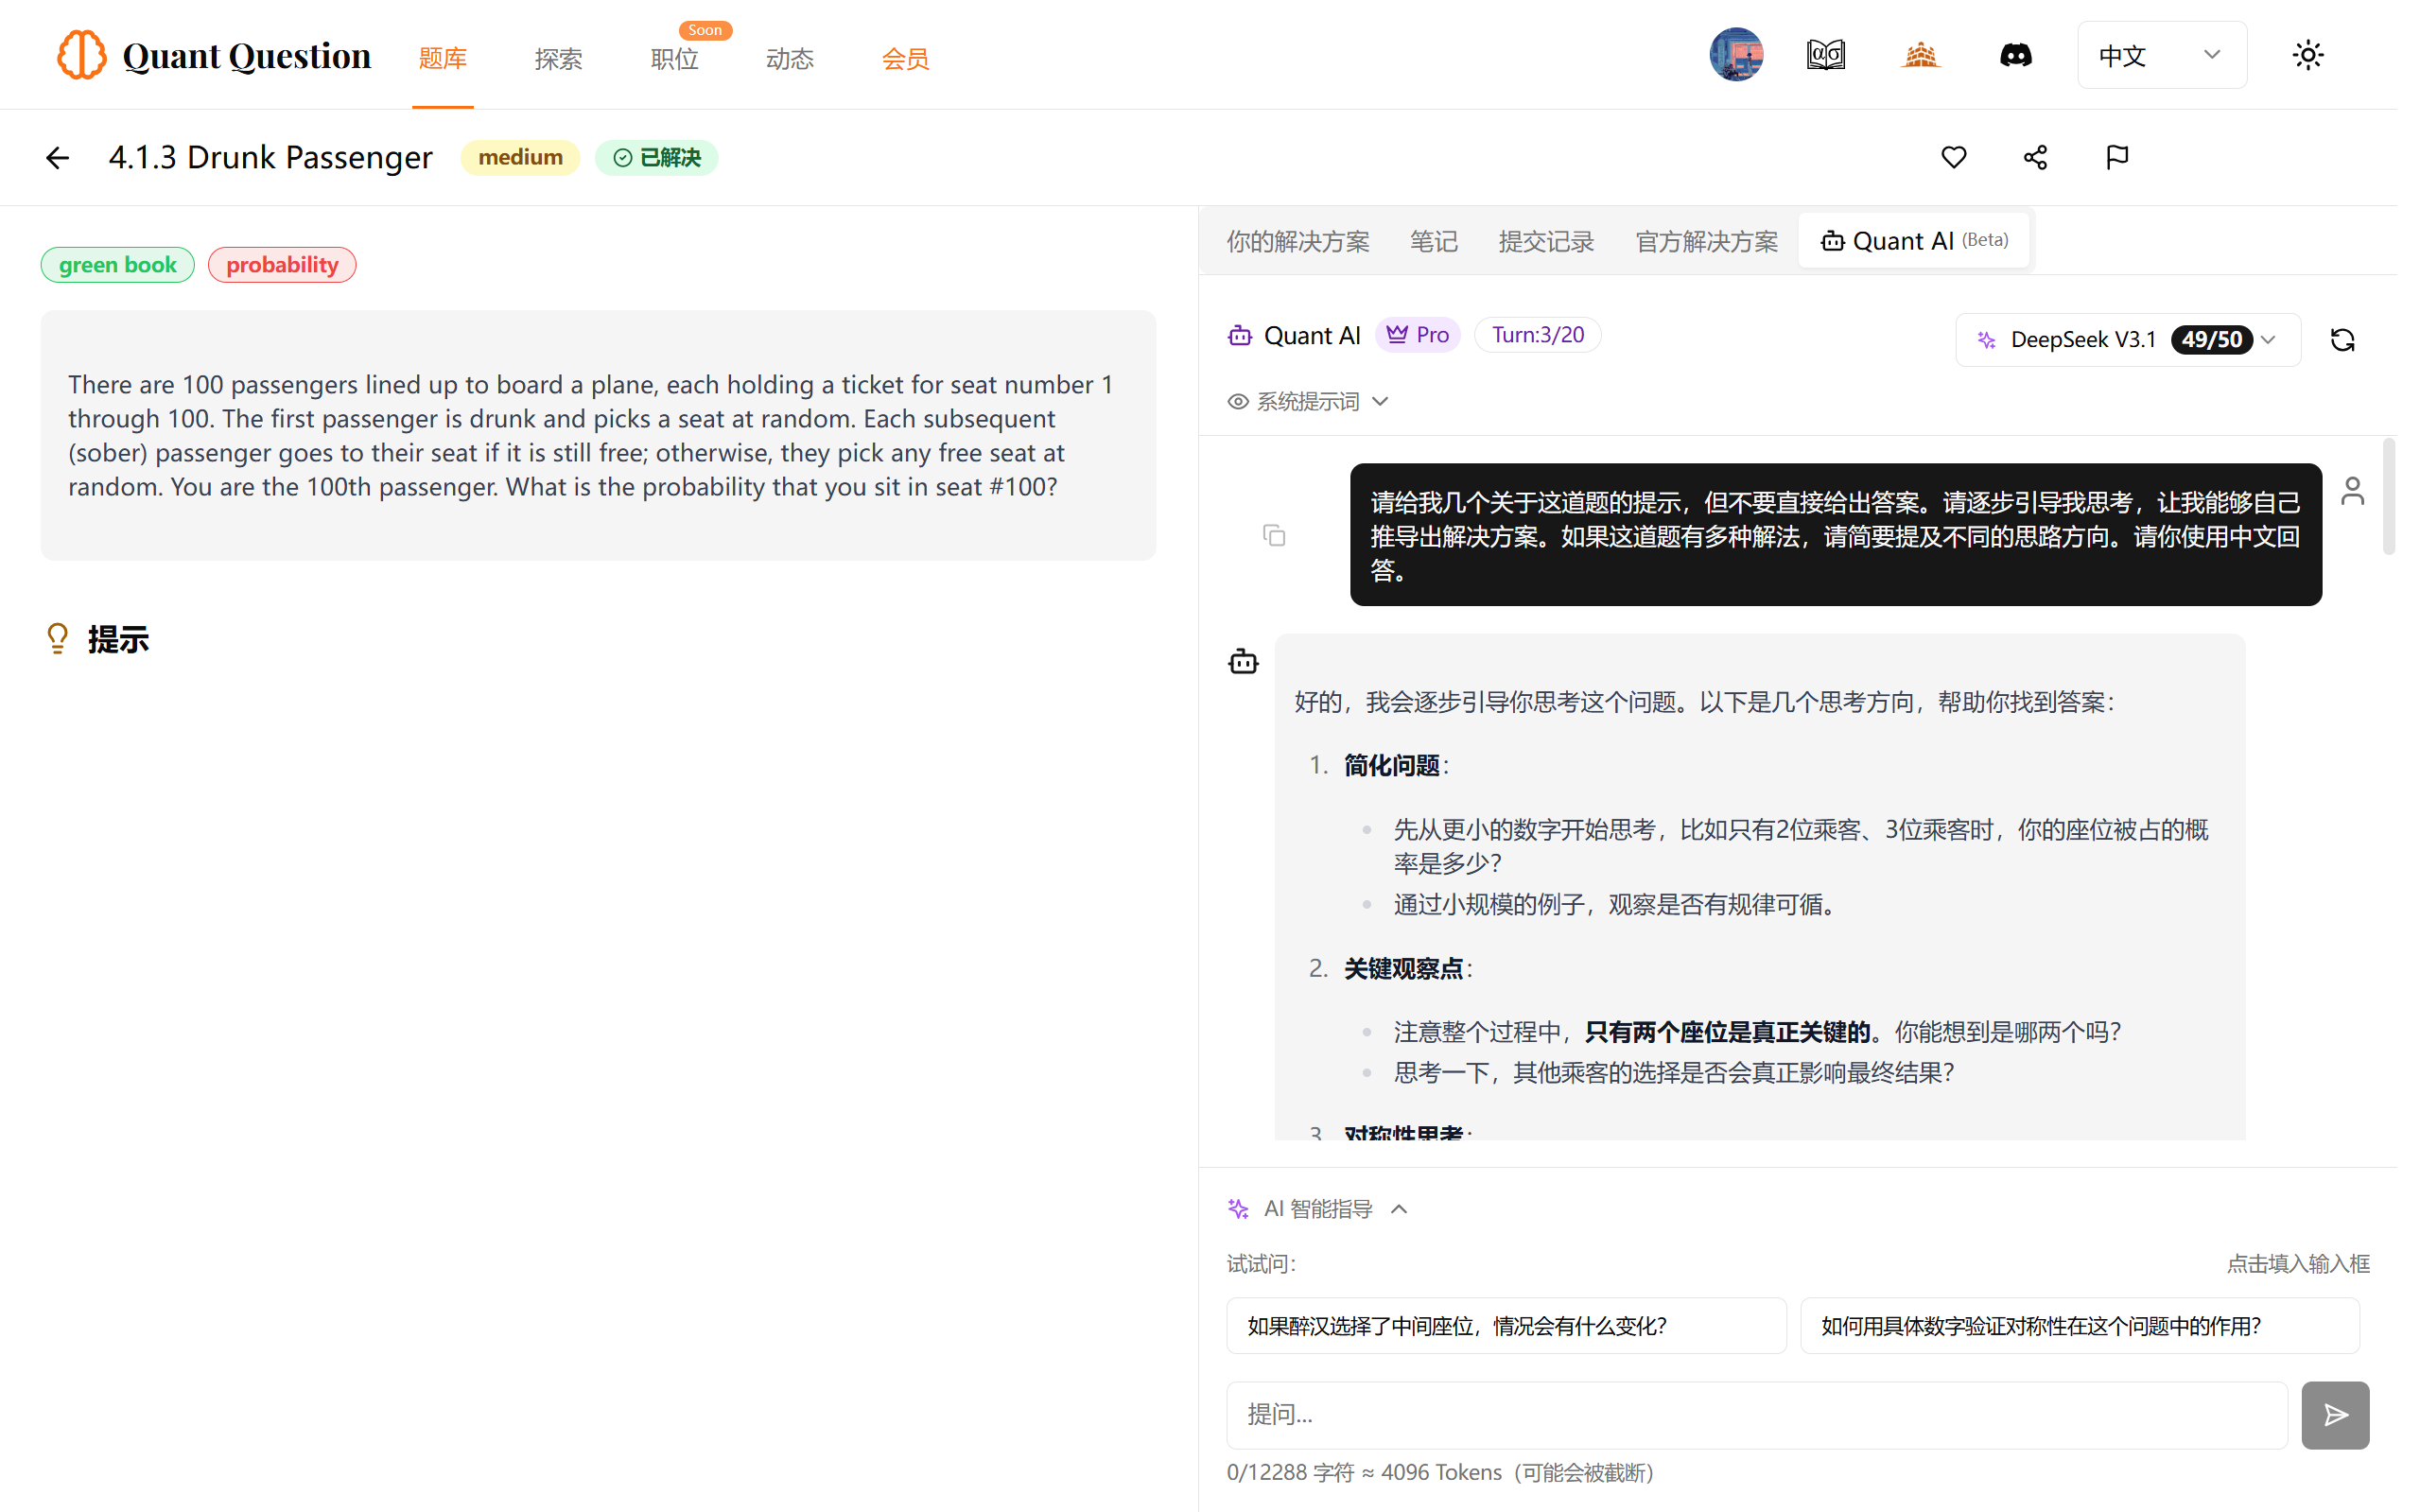 Quant Question
题库
探索
职位
Soon
动态
会员
ασ
中文
4.1.3 Drunk Passenger
medium
已解决
green book
probability
There are 100 passengers lined up to board a plane, each holding a ticket for seat number 1
through 100. The first passenger is drunk and picks a seat at random. Each subsequent
(sober) passenger goes to their seat if it is still free; otherwise, they pick any free seat at
random. You are the 100th passenger. What is the probability that you sit in seat #100?
提示
你的解决方案
笔记
提交记录
官方解决方案
Quant AI (Beta)
Quant AI
Pro
Turn:3/20
DeepSeek V3.1
49/50
系统提示词
请给我几个关于这道题的提示，但不要直接给出答案。请逐步引导我思考，让我能够自己
推导出解决方案。如果这道题有多种解法，请简要提及不同的思路方向。请你使用中文回
答。
好的，我会逐步引导你思考这个问题。以下是几个思考方向，帮助你找到答案：
1. 简化问题：
先从更小的数字开始思考，比如只有2位乘客、3位乘客时，你的座位被占的概
率是多少？
通过小规模的例子，观察是否有规律可循。
2. 关键观察点：
注意整个过程中，只有两个座位是真正关键的。你能想到是哪两个吗？
思考一下，其他乘客的选择是否会真正影响最终结果？
3. 对称性思考：
AI 智能指导
试试问：
点击填入输入框
如果醉汉选择了中间座位，情况会有什么变化？
如何用具体数字验证对称性在这个问题中的作用？
提问...
0/12288 字符 ≈ 4096 Tokens（可能会被截断）